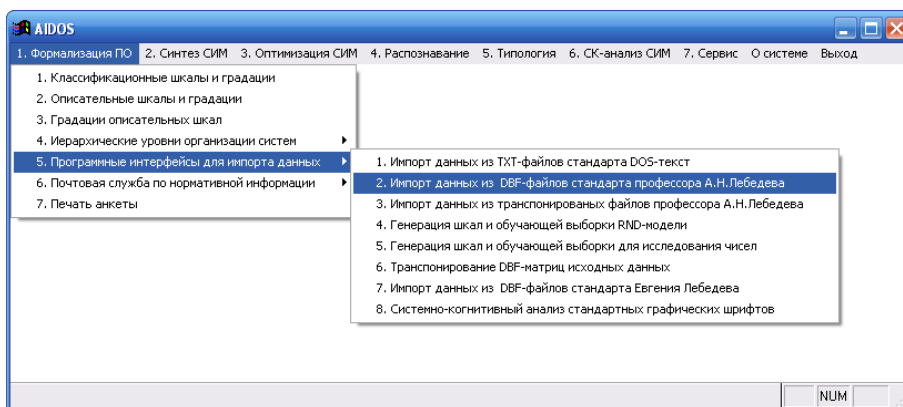 AIDOS
1. Формализация ПО 2. Синтез СИМ 3. Оптимизация СИМ 4. Распознавание 5. Типология 6. СК-анализ СИМ 7. Сервис О системе Выход
1. Классификационные шкалы и градации
2. Описательные шкалы и градации
3. Градации описательных шкал
4. Иерархические уровни организации систем
5. Программные интерфейсы для импорта данных
6. Почтовая служба по нормативной информации
7. Печать анкеты
1. Импорт данных из TXT-файлов стандарта DOS-текст
2. Импорт данных из DBF-файлов стандарта профессора А.Н.Лебедева
3. Импорт данных из транспонированых файлов профессора А.Н.Лебедева
4. Генерация шкал и обучающей выборки RND-модели
5. Генерация шкал и обучающей выборки для исследования чисел
6. Транспонирование DBF-матриц исходных данных
7. Импорт данных из DBF-файлов стандарта Евгения Лебедева
8. Системно-когнитивный анализ стандартных графических шрифтов
NUM